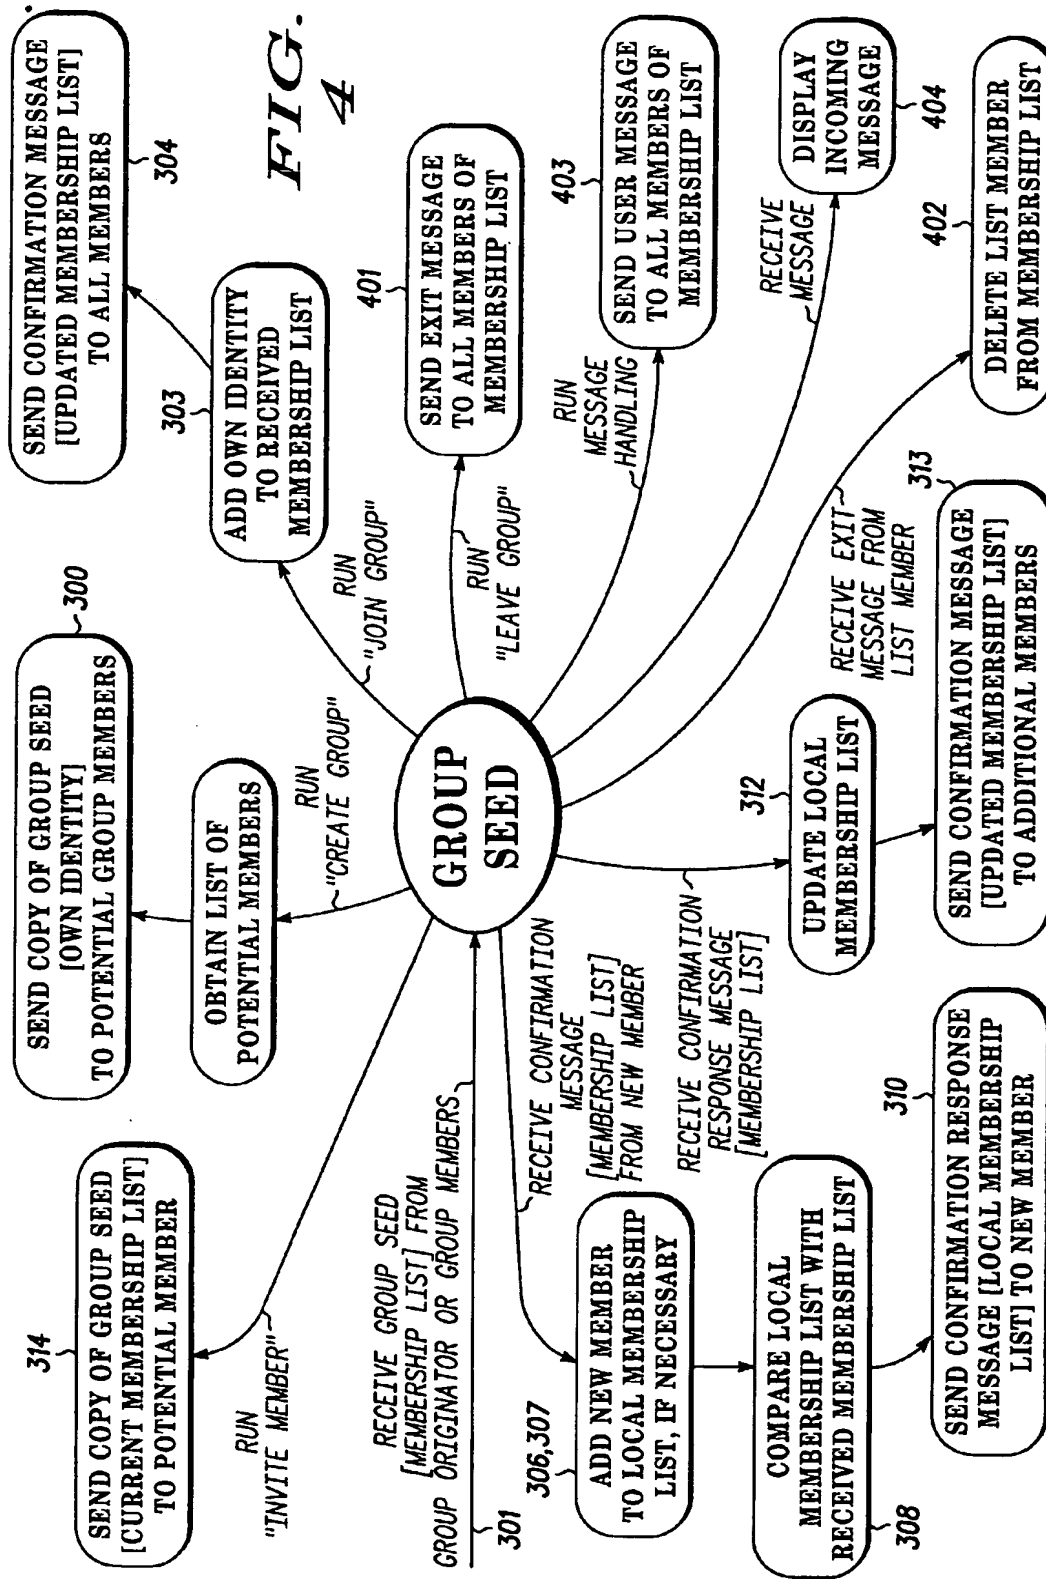 314
SEND COPY OF GROUP SEED
[CURRENT MEMBERSHIP LIST]
TO POTENTIAL MEMBER
RUN
"INVITE MEMBER"
SEND COPY OF GROUP SEED
[OWN IDENTITY]
TO POTENTIAL GROUP MEMBERS
300
OBTAIN LIST OF
POTENTIAL MEMBERS
RUN
"CREATE GROUP"
SEND CONFIRMATION MESSAGE
[UPDATED MEMBERSHIP LIST]
TO ALL MEMBERS
304
303
ADD OWN IDENTITY
TO RECEIVED
MEMBERSHIP LIST
RUN
"JOIN GROUP"
FIG.
4
401
SEND EXIT MESSAGE
TO ALL MEMBERS OF
MEMBERSHIP LIST
RUN
"LEAVE GROUP"
GROUP
SEED
RECEIVE GROUP SEED
[MEMBERSHIP LIST] FROM
GROUP ORIGINATOR OR GROUP MEMBERS
301
RUN
MESSAGE
HANDLING
403
SEND USER MESSAGE
TO ALL MEMBERS OF
MEMBERSHIP LIST
RECEIVE
MESSAGE
DISPLAY
INCOMING
MESSAGE
404
RECEIVE EXIT
MESSAGE FROM
LIST MEMBER
402
DELETE LIST MEMBER
FROM MEMBERSHIP LIST
RECEIVE CONFIRMATION
MESSAGE
[MEMBERSHIP LIST]
FROM NEW MEMBER
306,307
ADD NEW MEMBER
TO LOCAL MEMBERSHIP
LIST, IF NECESSARY
COMPARE LOCAL
MEMBERSHIP LIST WITH
RECEIVED MEMBERSHIP LIST
308
310
SEND CONFIRMATION RESPONSE
MESSAGE [LOCAL MEMBERSHIP
LIST] TO NEW MEMBER
RECEIVE CONFIRMATION
RESPONSE MESSAGE
[MEMBERSHIP LIST]
312
UPDATE LOCAL
MEMBERSHIP LIST
313
SEND CONFIRMATION MESSAGE
[UPDATED MEMBERSHIP LIST]
TO ADDITIONAL MEMBERS